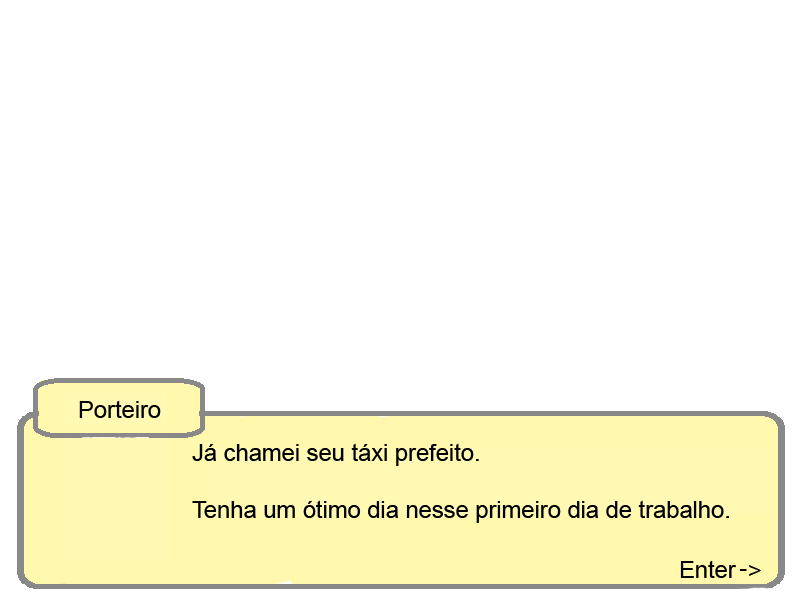 Porteiro
Já chamei seu táxi prefeito.
Tenha um ótimo dia nesse primeiro dia de trabalho.
Enter->